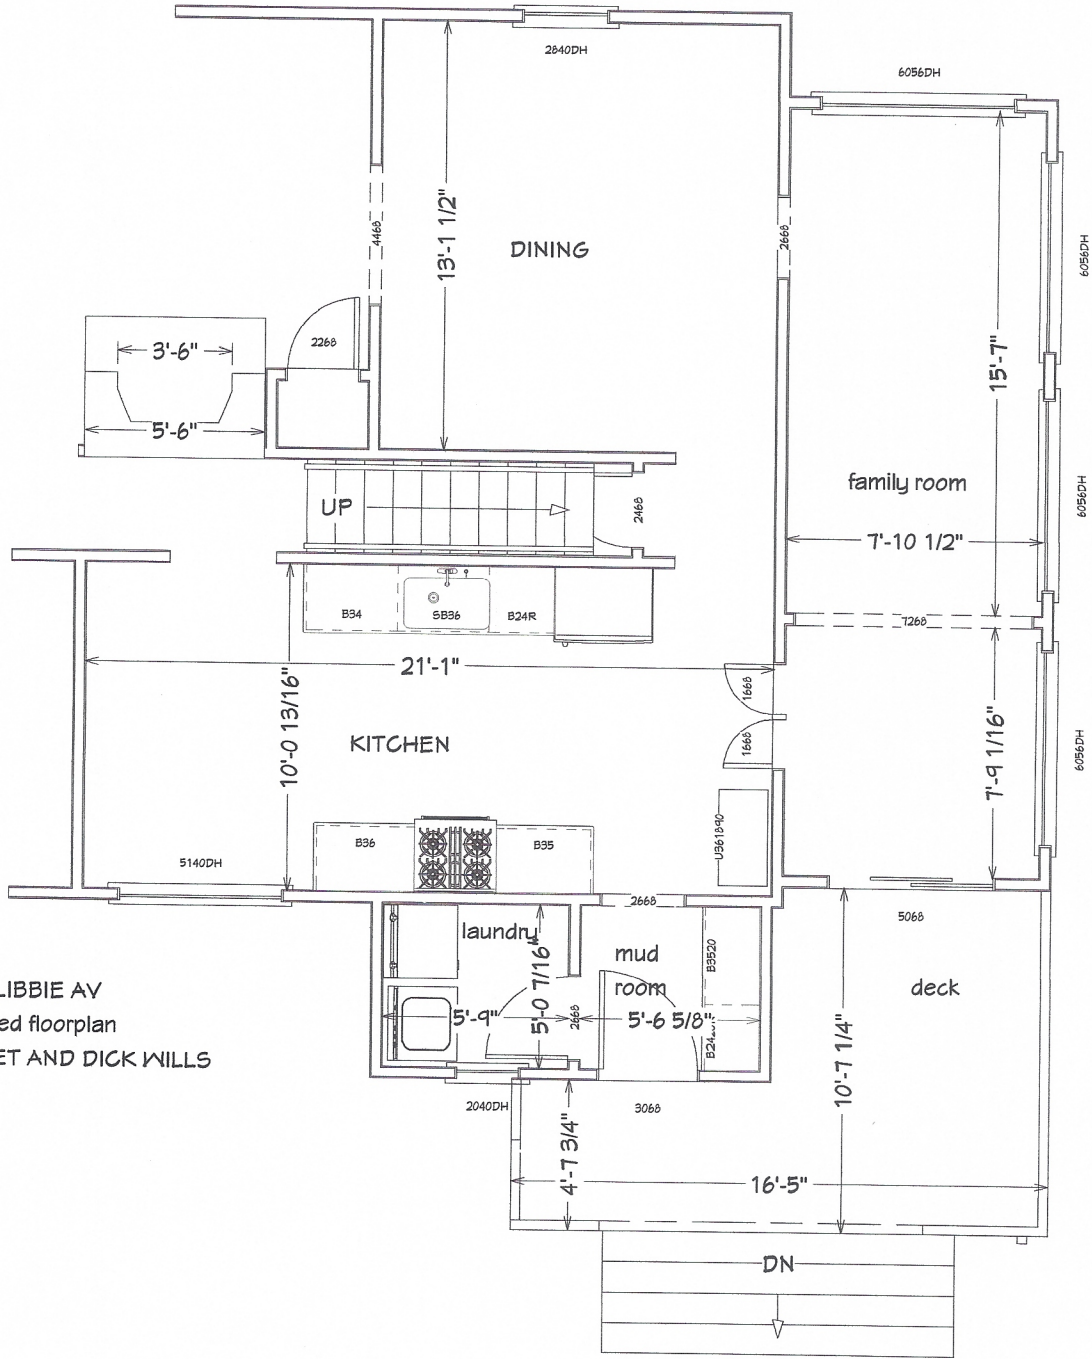 2840DH
6056DH
4468
13'-1 1/2"
DINING
2668
6056DH
2268
3'-6"
15'-7"
5'-6"
UP
2468
family room
6056DH
7'-10 1/2"
B34
SB36
B24R
7268
21'-1"
1668
10'-0 13/16"
KITCHEN
1668
7'-9 1/16"
6056DH
B36
B35
U361890
5140DH
2668
5068
laundry
mud
room
B3520
deck
LIBBIE AV
ed floorplan
ET AND DICK WILLS
5'-9"
5'-0 7/16"
2668
5'-6 5/8"
10'-7 1/4"
2040DH
3068
4'-7 3/4"
16'-5"
DN